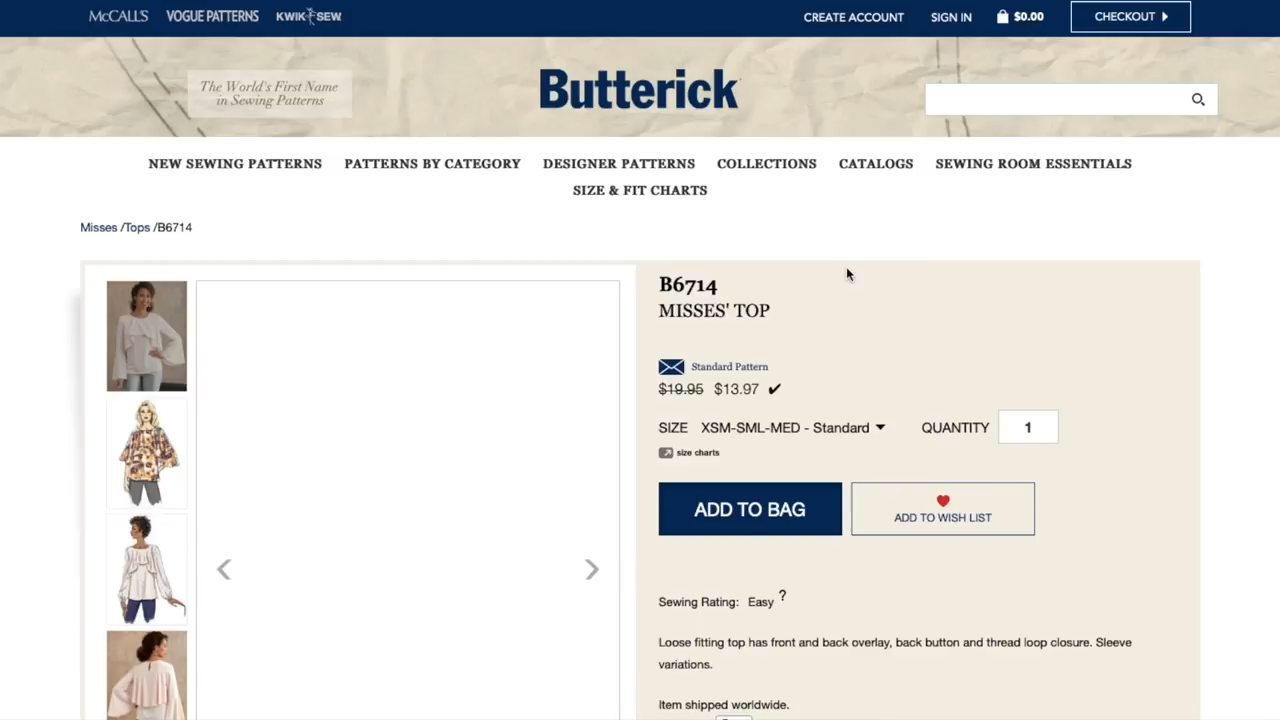 McCALL'S VOGUE PATTERNS KWIK SEW CREATE ACCOUNT SIGN IN $0.00 CHECKOUT
The World's First Name
in Sewing Patterns
Butterick
NEW SEWING PATTERNS PATTERNS BY CATEGORY DESIGNER PATTERNS COLLECTIONS CATALOGS SEWING ROOM ESSENTIALS
SIZE & FIT CHARTS
Misses /Tops /B6714
B6714
MISSES' TOP
Standard Pattern
$19.95 $13.97 ✔
SIZE XSM-SML-MED - Standard QUANTITY 1
size charts
ADD TO BAG
ADD TO WISH LIST
Sewing Rating: Easy ?
Loose fitting top has front and back overlay, back button and thread loop closure. Sleeve
variations.
Item shipped worldwide.